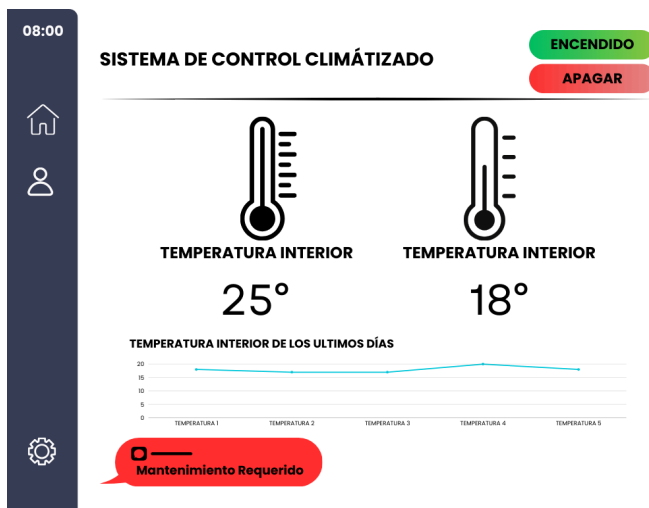 08:00
SISTEMA DE CONTROL CLIMÁTIZADO
ENCENDIDO
APAGAR
TEMPERATURA INTERIOR
TEMPERATURA INTERIOR
25°
18°
TEMPERATURA INTERIOR DE LOS ULTIMOS DÍAS
20
15
10
5
0
TEMPERATURA 1
TEMPERATURA 2
TEMPERATURA 3
TEMPERATURA 4
TEMPERATURA 5
Mantenimiento Requerido